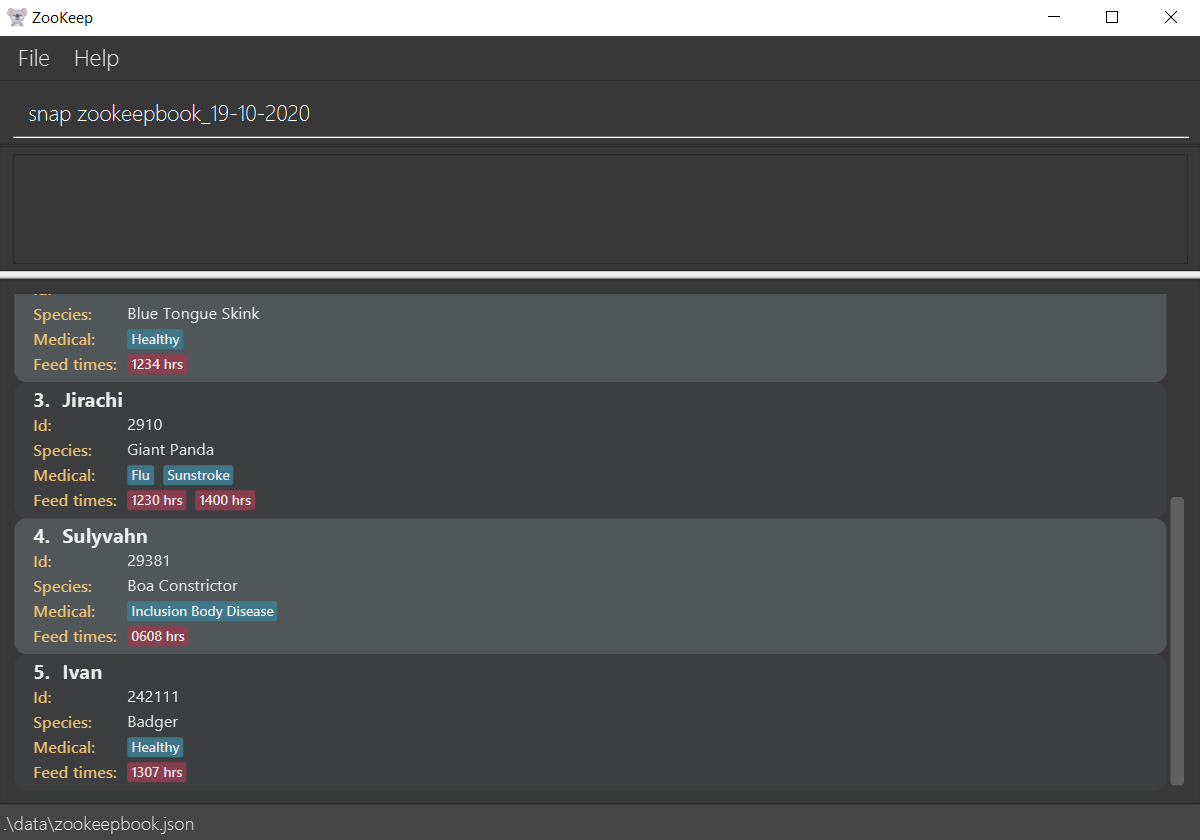 ZooKeep
File Help
snap zookeepbook_19-10-2020
Species: Blue Tongue Skink
Medical: Healthy
Feed times: 1234 hrs
3. Jirachi
Id: 2910
Species: Giant Panda
Medical: Flu Sunstroke
Feed times: 1230 hrs 1400 hrs
4. Sulyvahn
Id: 29381
Species: Boa Constrictor
Medical: Inclusion Body Disease
Feed times: 0608 hrs
5. Ivan
Id: 242111
Species: Badger
Medical: Healthy
Feed times: 1307 hrs
.\data\zookeepbook.json